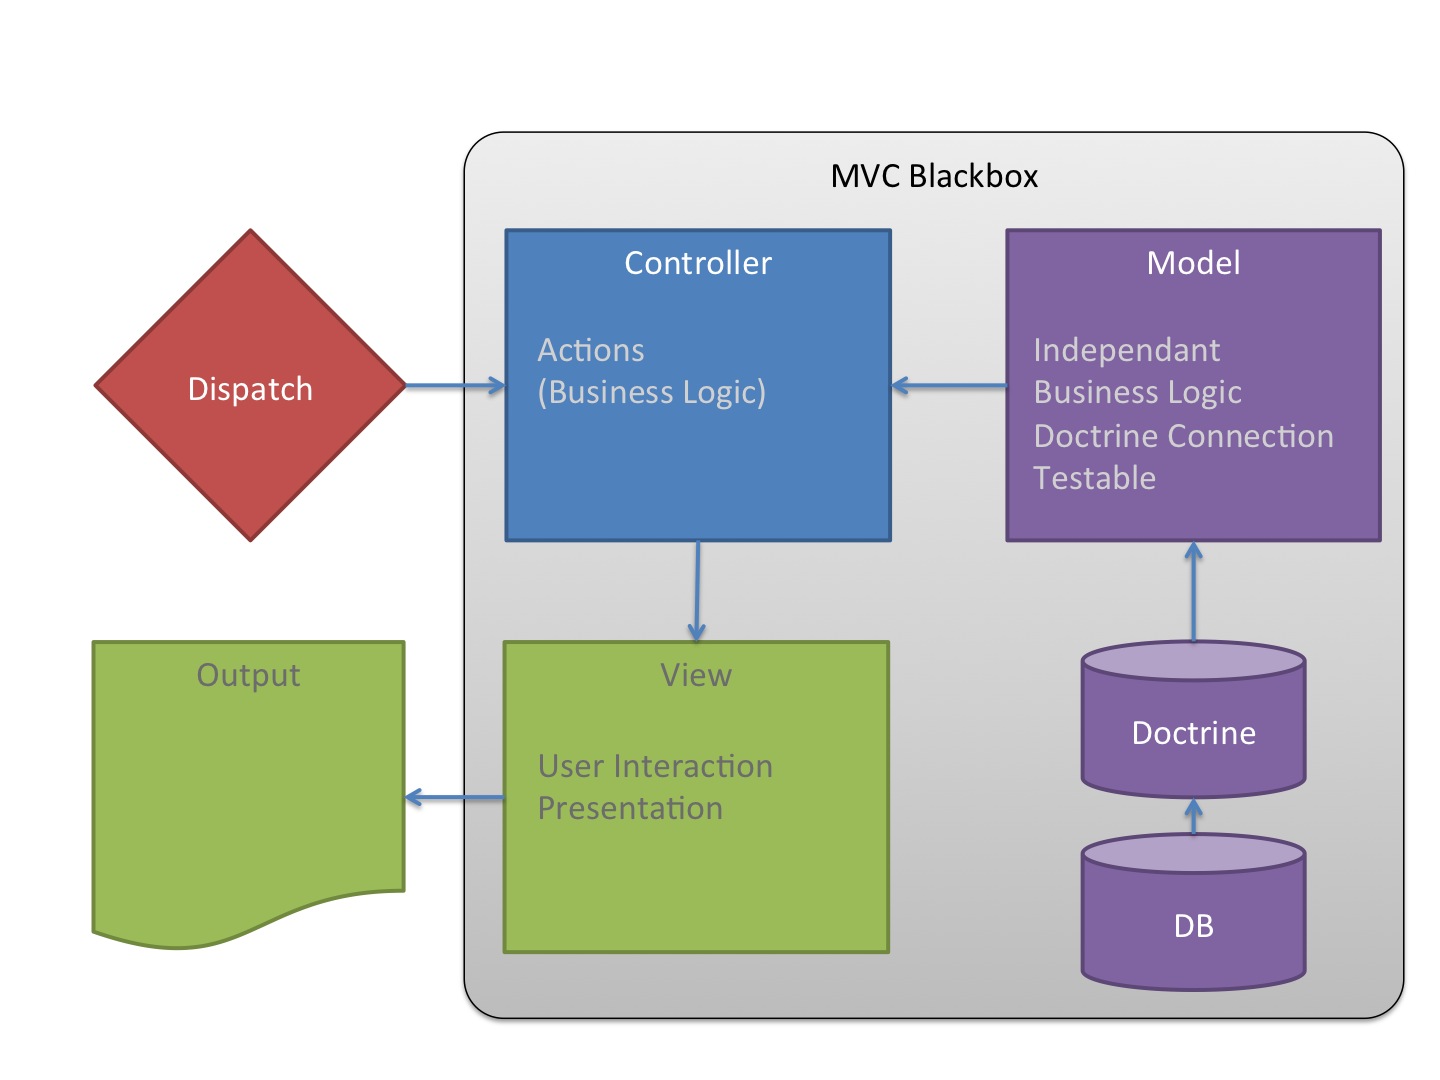 MVC Blackbox
Dispatch
Controller
Actions
(Business Logic)
Model
Independant
Business Logic
Doctrine Connection
Testable
Output
View
User Interaction
Presentation
Doctrine
DB